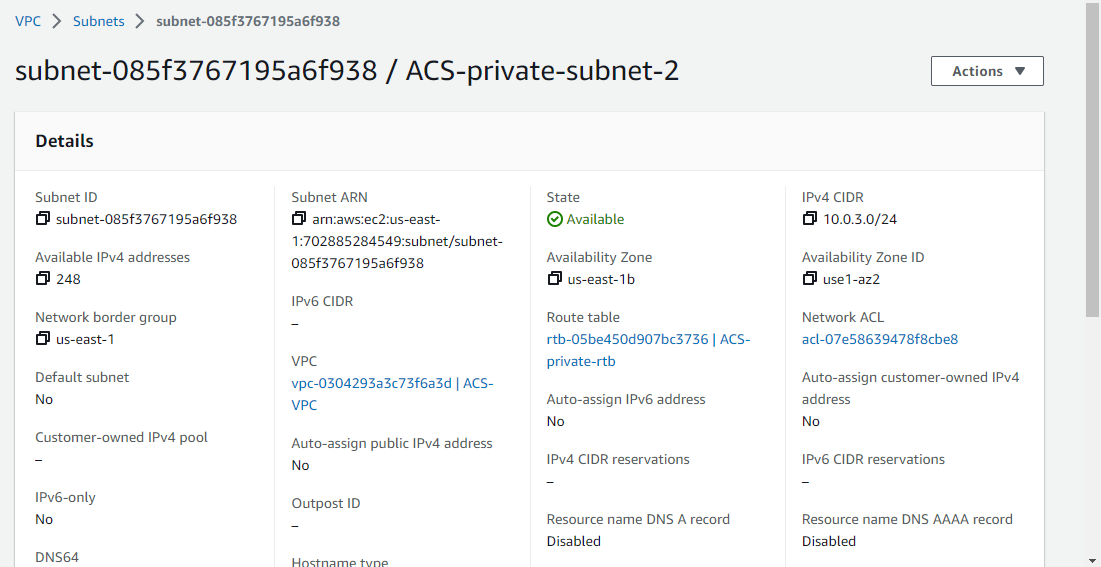 VPC > Subnets > subnet-085f3767195a6f938
subnet-085f3767195a6f938 / ACS-private-subnet-2
Actions ▼
Details
Subnet ID
subnet-085f3767195a6f938
Available IPv4 addresses
248
Network border group
us-east-1
Default subnet
No
Customer-owned IPv4 pool
–
IPv6-only
No
DNS64
Subnet ARN
arn:aws:ec2:us-east-
1:702885284549:subnet/subnet-
085f3767195a6f938
IPv6 CIDR
–
VPC
vpc-0304293a3c73f6a3d | ACS-
VPC
Auto-assign public IPv4 address
No
Outpost ID
–
Hostname type
State
Available
Availability Zone
us-east-1b
Route table
rtb-05be450d907bc3736 | ACS-
private-rtb
Auto-assign IPv6 address
No
IPv4 CIDR reservations
–
Resource name DNS A record
Disabled
IPv4 CIDR
10.0.3.0/24
Availability Zone ID
use1-az2
Network ACL
acl-07e58639478f8cbe8
Auto-assign customer-owned IPv4
address
No
IPv6 CIDR reservations
–
Resource name DNS AAAA record
Disabled